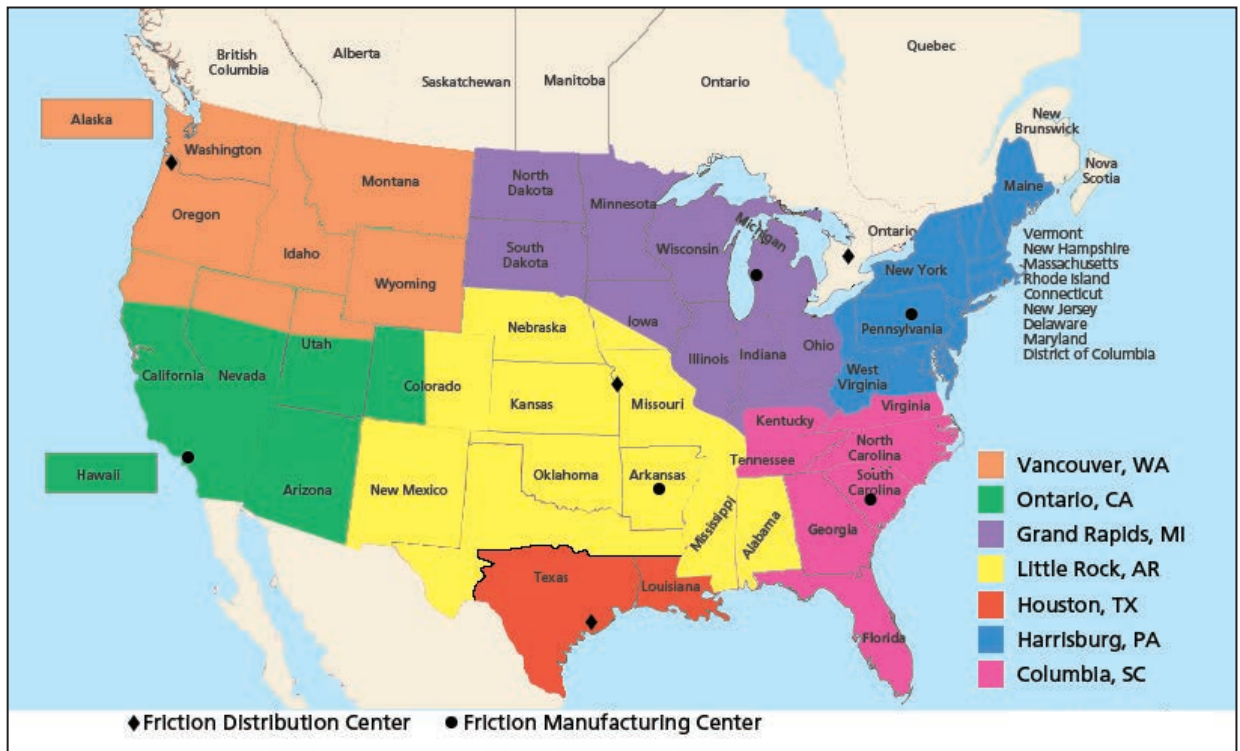 British
Columbia
Alberta
Saskatchewan
Manitoba
Ontario
Quebec
New
Brunswick
Nova
Scotia
Alaska
Washington
Montana
North
Dakota
Minnesota
Michigan
Ontario
Maine
Oregon
Idaho
Wyoming
South
Dakota
Wisconsin
New York
Vermont
New Hampshire
Massachusetts
Rhode Island
Connecticut
New Jersey
Delaware
Maryland
District of Columbia
Nebraska
Iowa
Illinois
Indiana
Ohio
Pennsylvania
West
Virginia
California
Nevada
Utah
Colorado
Kansas
Missouri
Kentucky
Virginia
Hawaii
Arizona
New Mexico
Oklahoma
Arkansas
Tennessee
North
Carolina
South
Carolina
Mississippi
Alabama
Georgia
Texas
Louisiana
Florida
Vancouver, WA
Ontario, CA
Grand Rapids, MI
Little Rock, AR
Houston, TX
Harrisburg, PA
Columbia, SC
Friction Distribution Center
Friction Manufacturing Center